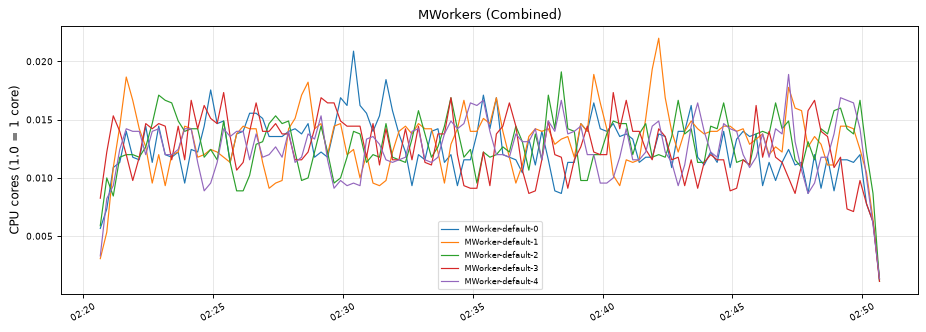 MWorkers (Combined)
CPU cores (1.0 = 1 core)
0.020
0.015
0.010
0.005
MWorker-default-0
MWorker-default-1
MWorker-default-2
MWorker-default-3
MWorker-default-4
02:20
02:25
02:30
02:35
02:40
02:45
02:50